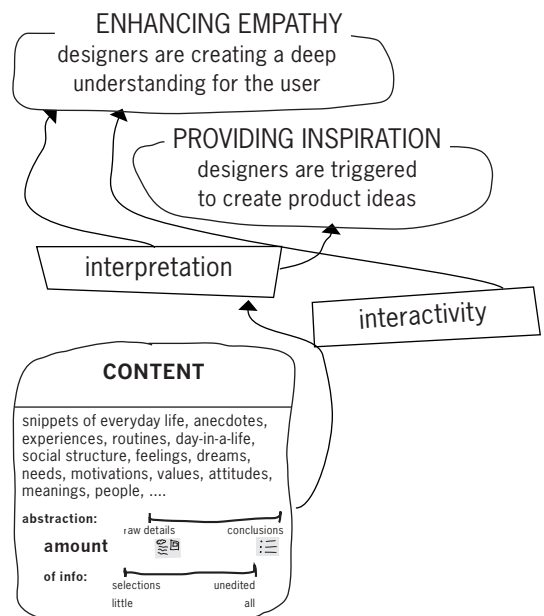 ENHANCING EMPATHY
designers are creating a deep
understanding for the user
PROVIDING INSPIRATION
designers are triggered
to create product ideas
interpretation
interactivity
CONTENT
snippets of everyday life, anecdotes,
experiences, routines, day-in-a-life,
social structure, feelings, dreams,
needs, motivations, values, attitudes,
meanings, people, ....
abstraction:
raw details conclusions
amount
of info:
selections unedited
little all